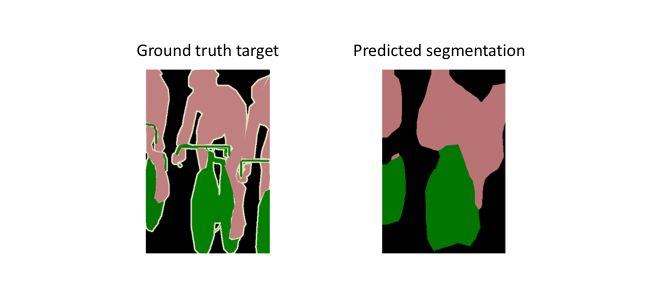 Ground truth target
Predicted segmentation